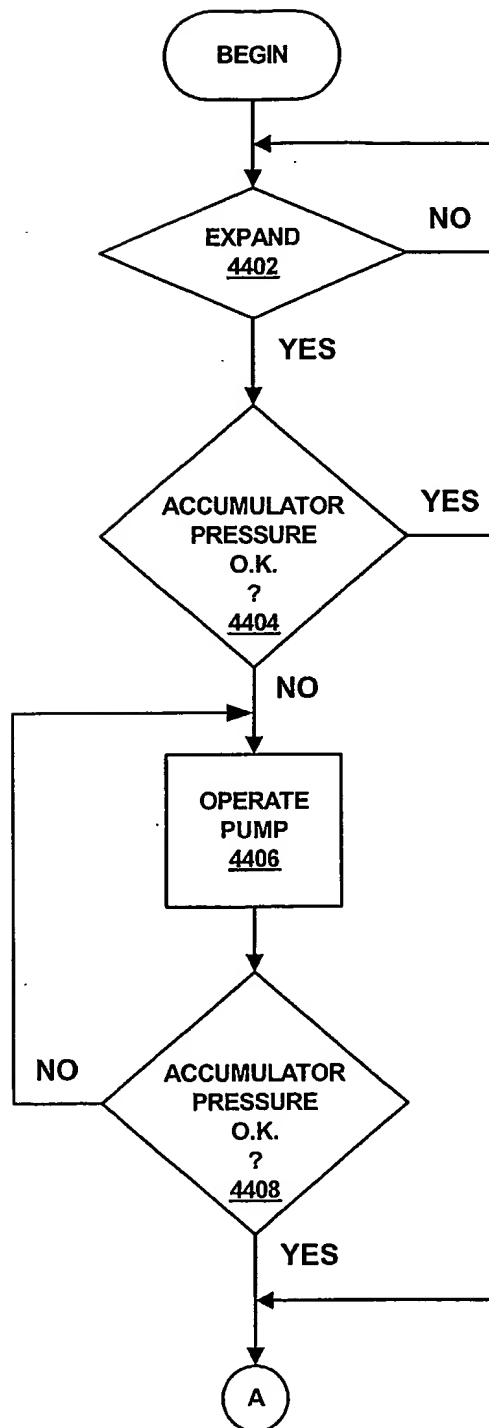 BEGIN
EXPAND
4402
NO
YES
ACCUMULATOR
PRESSURE
O.K.
?
4404
YES
NO
OPERATE
PUMP
4406
ACCUMULATOR
PRESSURE
O.K.
?
4408
NO
YES
A